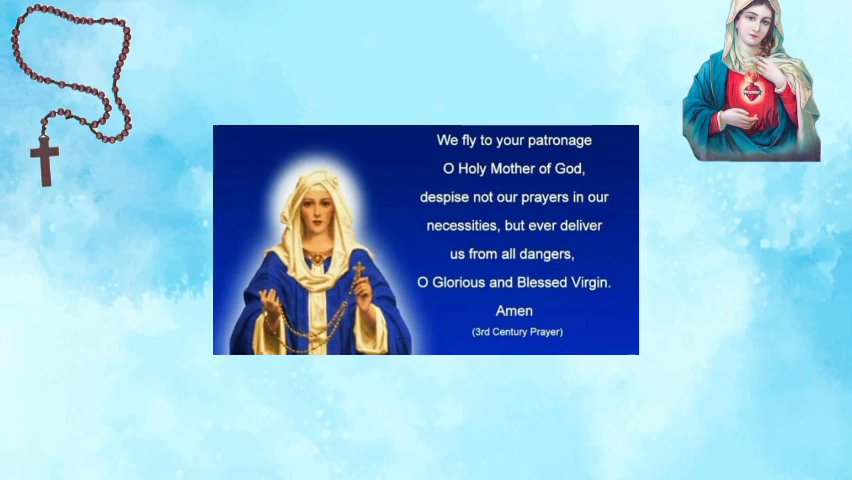 We fly to your patronage
O Holy Mother of God,
despise not our prayers in our
necessities, but ever deliver
us from all dangers,
O Glorious and Blessed Virgin.
Amen
(3rd Century Prayer)